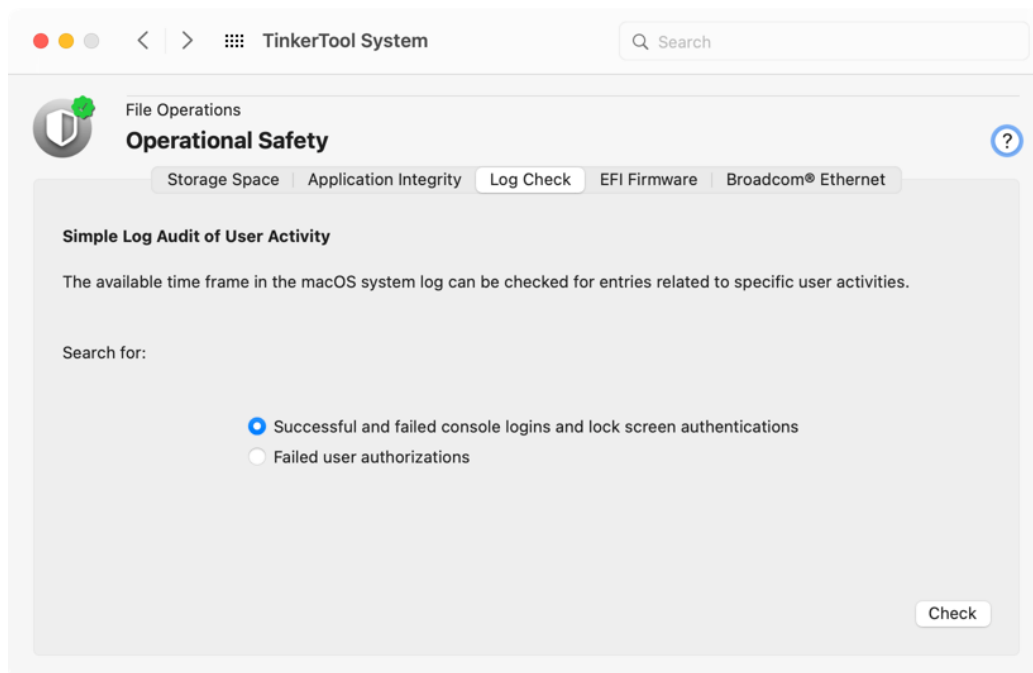 TinkerTool System
Search
File Operations
Operational Safety
?
Storage Space Application Integrity Log Check EFI Firmware Broadcom® Ethernet
Simple Log Audit of User Activity
The available time frame in the macOS system log can be checked for entries related to specific user activities.
Search for:
Successful and failed console logins and lock screen authentications
Failed user authorizations
Check